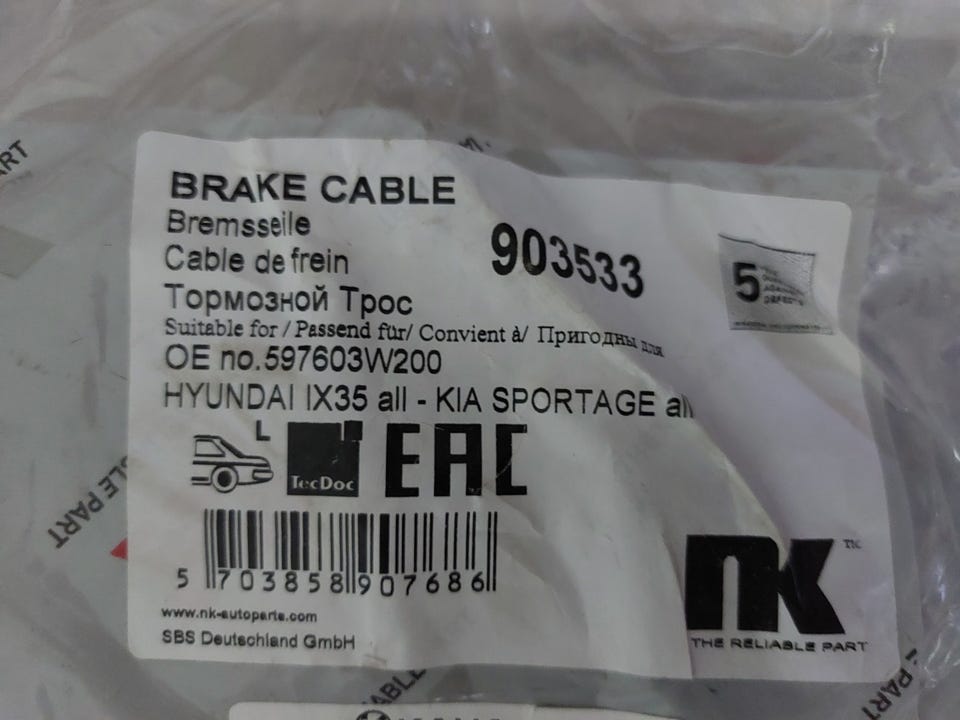 BRAKE CABLE
Bremsseile
Cable de frein
903533
5
Тормозной Трос
Suitable for / Passend für/ Convient à/ Пригодны для
OE no.597603W200
HYUNDAI IX35 all - KIA SPORTAGE all
L
TecDoc
EAC
5 703858 907686
www.nk-autoparts.com
SBS Deutschland GmbH
NK
THE RELIABLE PART
PART